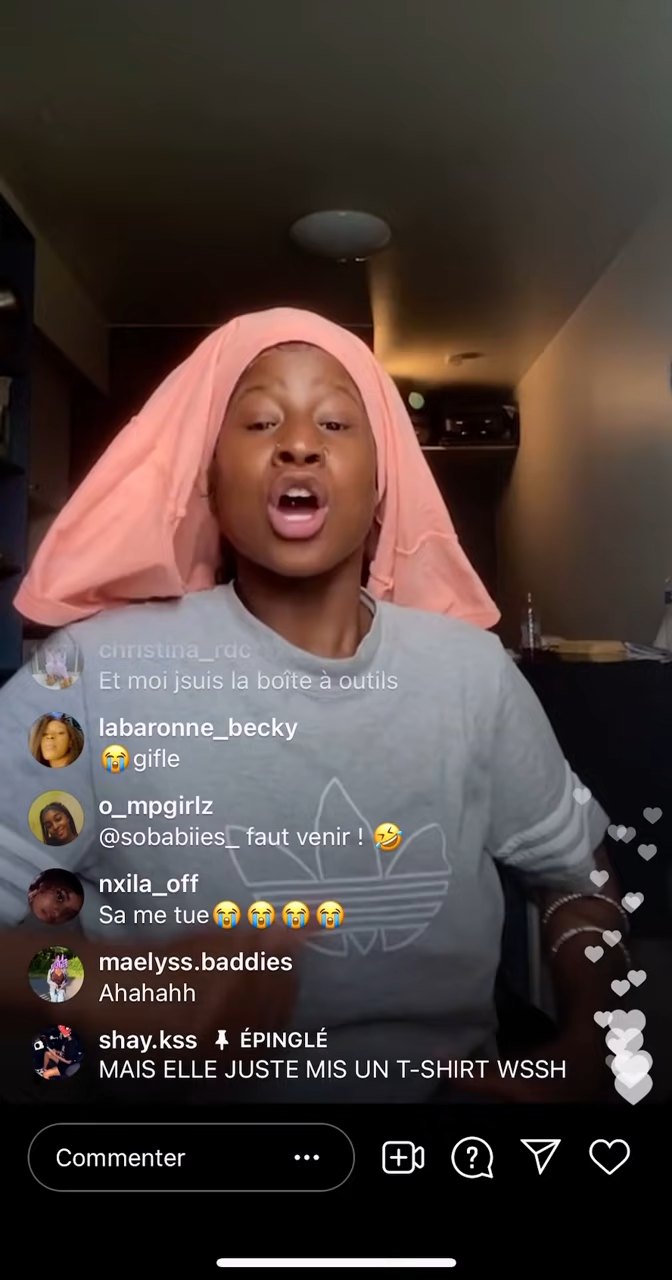 christina_rdc
Et moi jsuis la boîte à outils
labaronne_becky
😭gifle
o_mpgirlz
@sobabiies_ faut venir ! 🤣
nxila_off
Sa me tue😭😭😭😭
maelyss.baddies
Ahahahh
shay.kss 📌 ÉPINGLÉ
MAIS ELLE JUSTE MIS UN T-SHIRT WSSH
Commenter